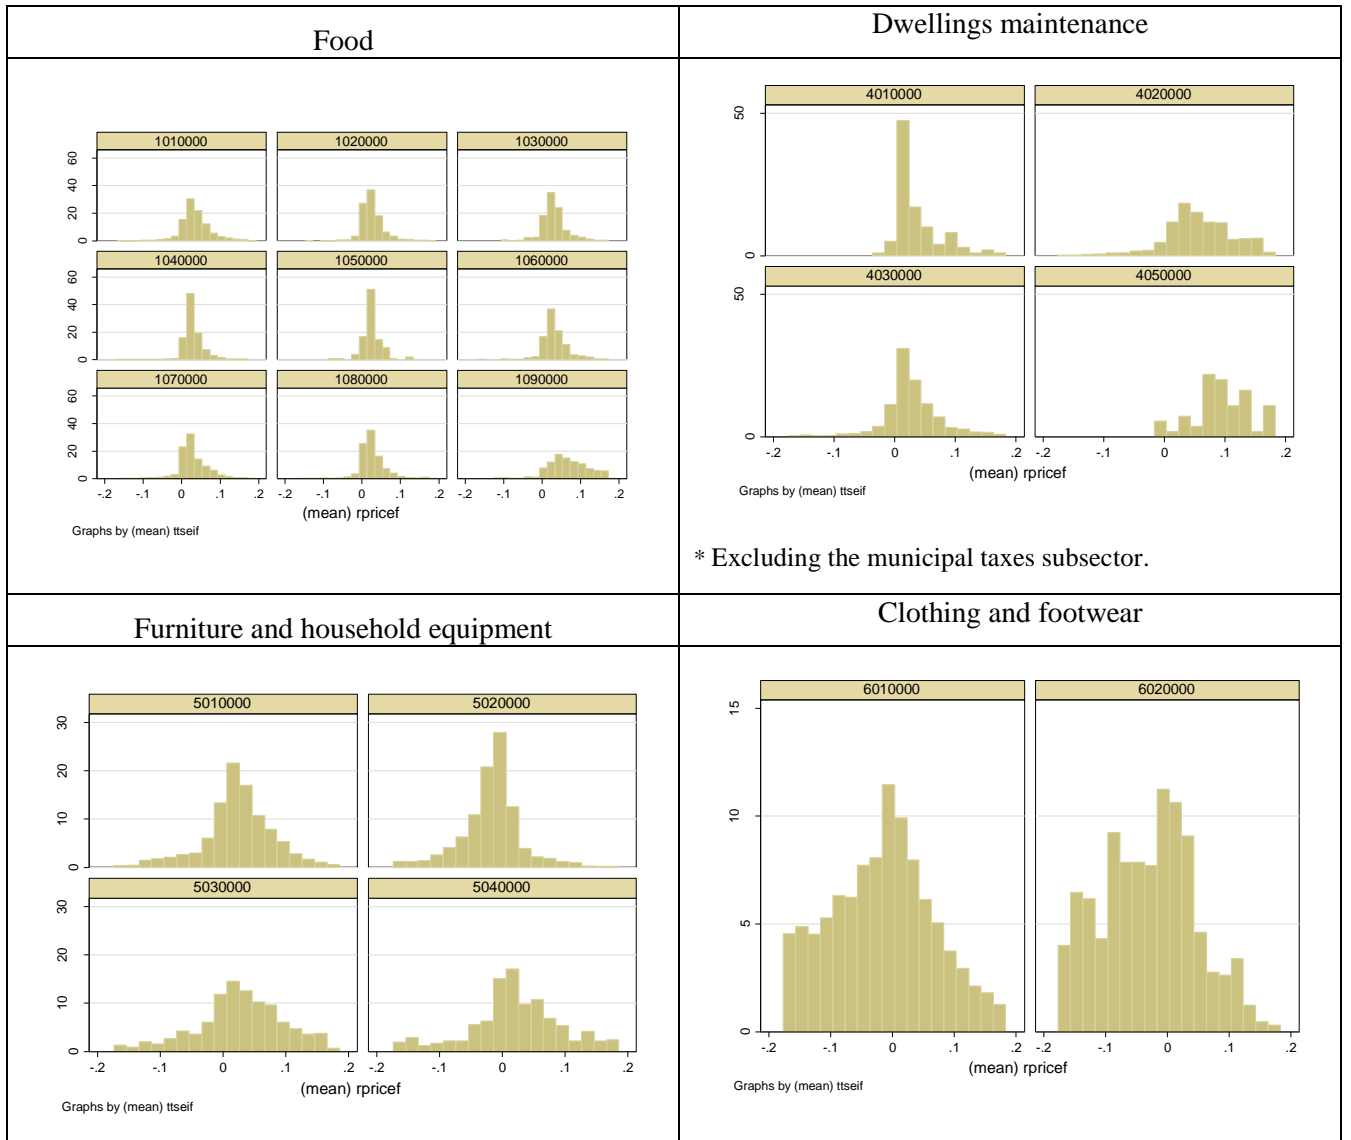 Food
Dwellings maintenance
1010000 1020000 1030000
0 20 40 60
1040000 1050000 1060000
0 20 40 60
1070000 1080000 1090000
0 20 40 60
-.2 -.1 0 .1 .2 -.2 -.1 0 .1 .2 -.2 -.1 0 .1 .2
(mean) rpricef
Graphs by (mean) ttseif
4010000 4020000
0 50
4030000 4050000
0 50
-.2 -.1 0 .1 .2 -.2 -.1 0 .1 .2
(mean) rpricef
Graphs by (mean) ttseif
* Excluding the municipal taxes subsector.
Furniture and household equipment
Clothing and footwear
5010000 5020000
0 10 20 30
5030000 5040000
0 10 20 30
-.2 -.1 0 .1 .2 -.2 -.1 0 .1 .2
(mean) rpricef
Graphs by (mean) ttseif
6010000 6020000
0 5 10 15
-.2 -.1 0 .1 .2 -.2 -.1 0 .1 .2
(mean) rpricef
Graphs by (mean) ttseif